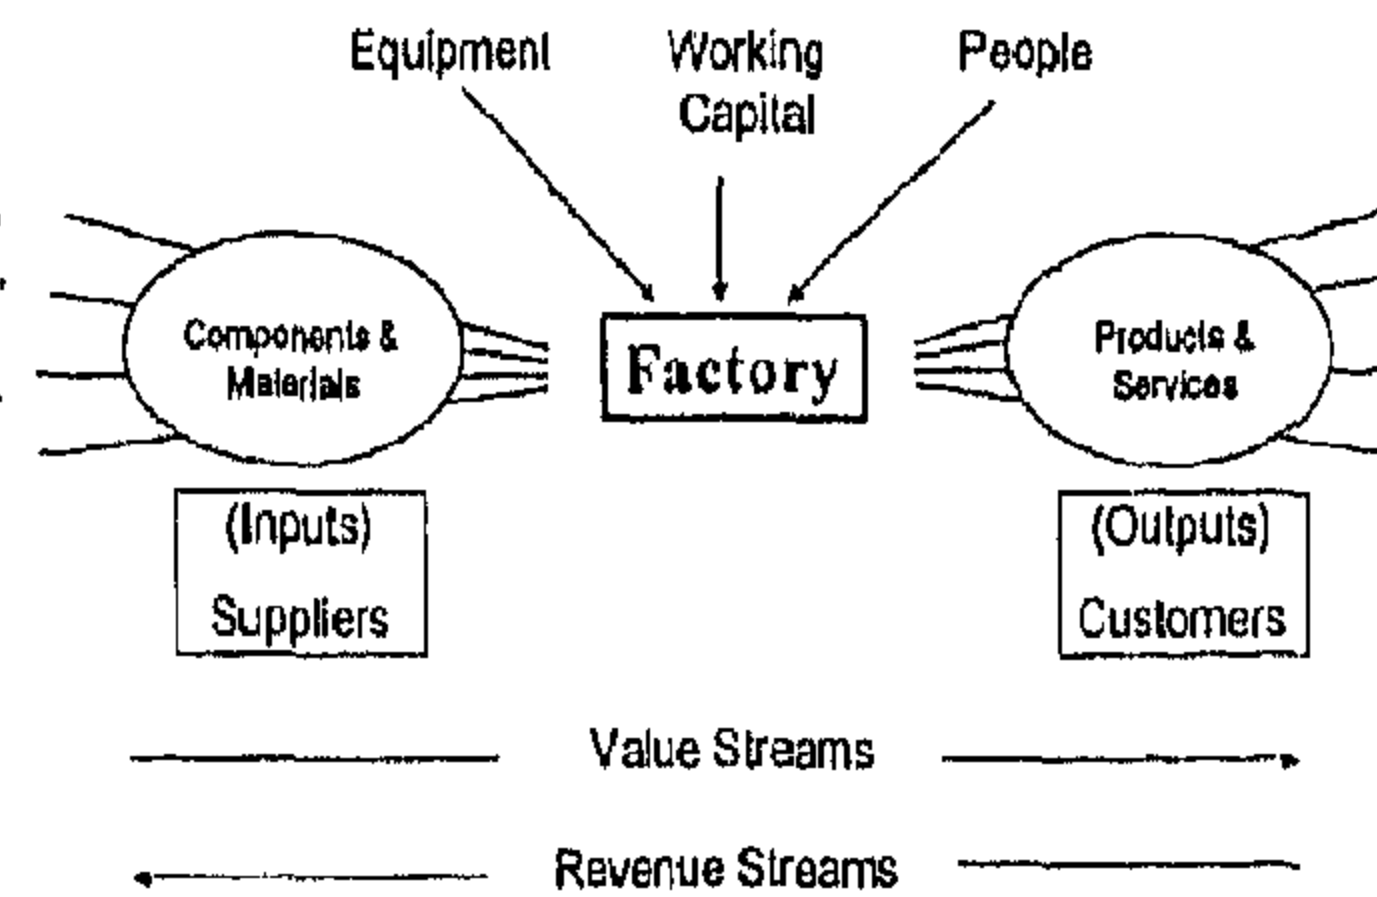 Equipment
Working
Capital
People
Components &
Materials
Factory
Products &
Services
(Inputs)
Suppliers
(Outputs)
Customers
Value Streams
Revenue Streams